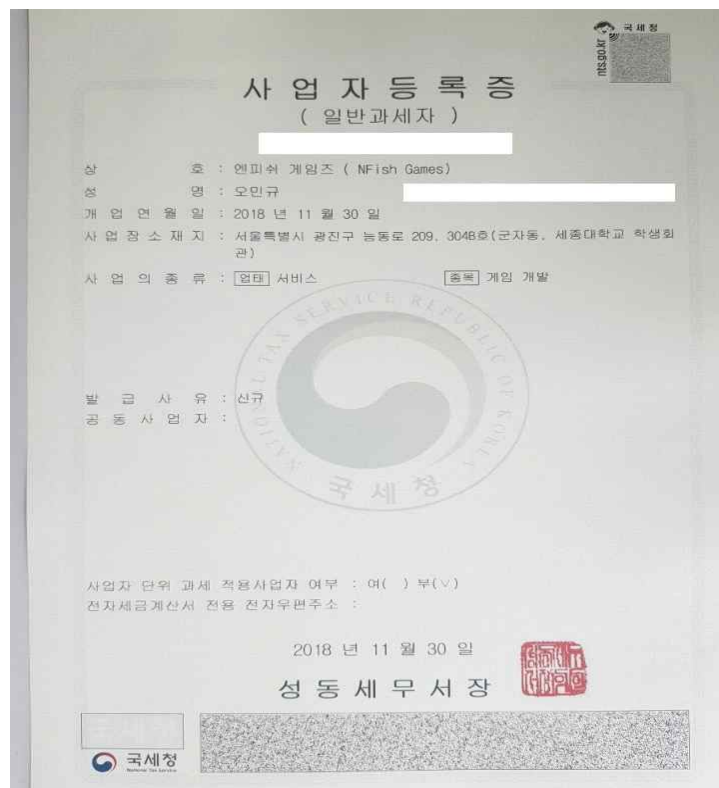 국세청
nts.go.kr
사업자등록증
( 일반과세자 )
상 호 : 엔피쉬 게임즈 ( NFish Games)
성 명 : 오민규
개 업 연 월 일 : 2018 년 11 월 30 일
사 업 장 소 재 지 : 서울특별시 광진구 능동로 209, 304B호(군자동, 세종대학교 학생회
관)
사 업 의 종 류 : 업태 서비스 종목 게임 개발
NATIONAL TAX SERVICE REPUBLIC OF KOREA
발 급 사 유 : 신규
공 동 사 업 자 :
국세청
사업자 단위 과세 적용사업자 여부 : 여( ) 부(∨)
전자세금계산서 전용 전자우편주소 :
2018 년 11 월 30 일
성동세무서장
국세청
National Tax Service